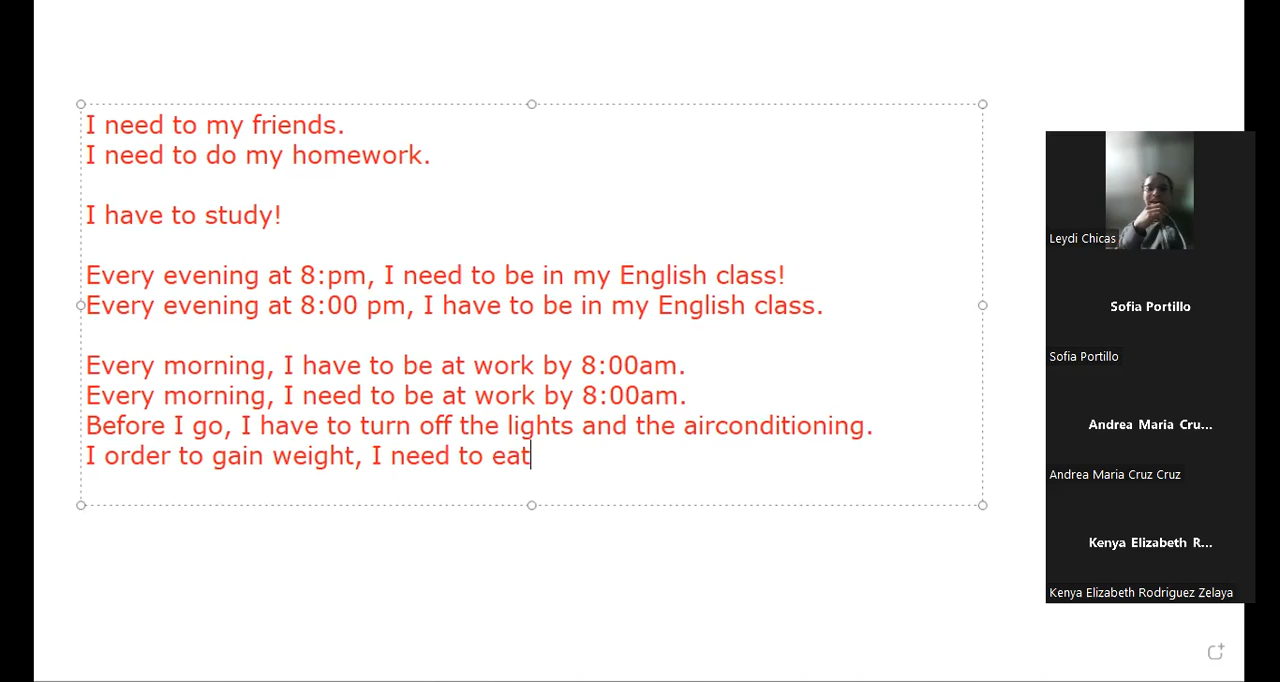 I need to my friends.
I need to do my homework.
I have to study!
Every evening at 8:pm, I need to be in my English class!
Every evening at 8:00 pm, I have to be in my English class.
Every morning, I have to be at work by 8:00am.
Every morning, I need to be at work by 8:00am.
Before I go, I have to turn off the lights and the airconditioning.
I order to gain weight, I need to eat
Leydi Chicas
Sofia Portillo
Sofia Portillo
Andrea Maria Cru...
Andrea Maria Cruz Cruz
Kenya Elizabeth R...
Kenya Elizabeth Rodriguez Zelaya